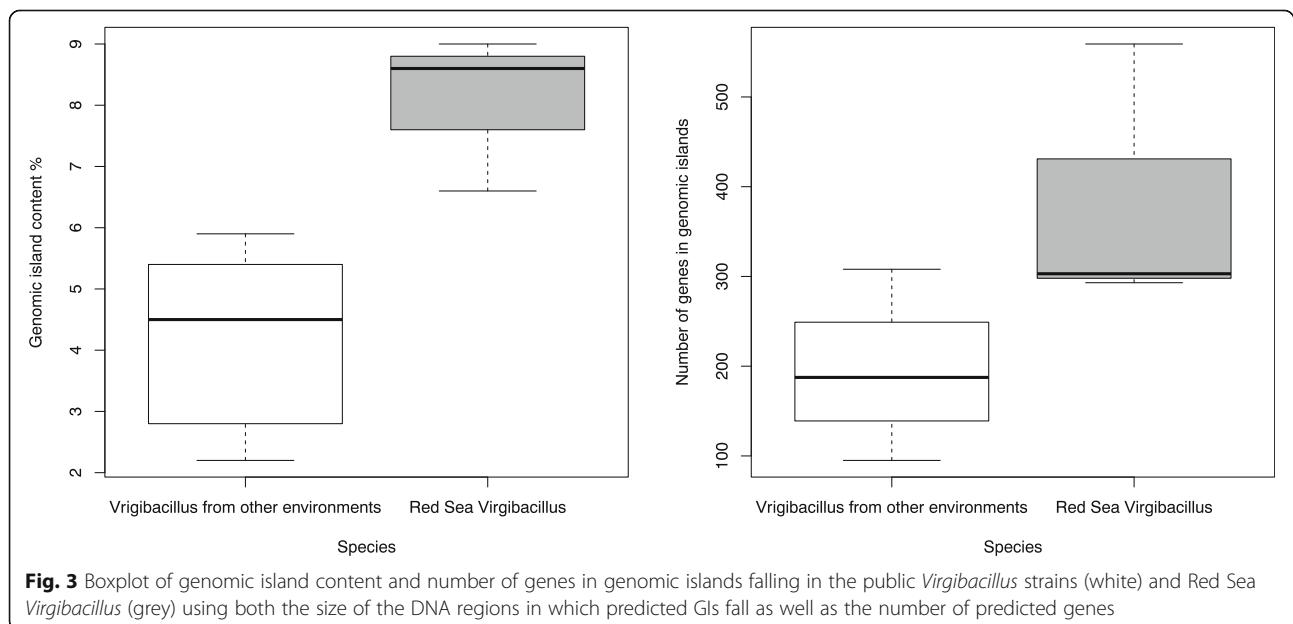 Genomic island content %
9
8
7
6
5
4
3
2
Vrigibacillus from other environments
Red Sea Virgibacillus
Species
Number of genes in genomic islands
500
400
300
200
100
Vrigibacillus from other environments
Red Sea Virgibacillus
Species
Fig. 3 Boxplot of genomic island content and number of genes in genomic islands falling in the public Virgibacillus strains (white) and Red Sea
Virgibacillus (grey) using both the size of the DNA regions in which predicted GIs fall as well as the number of predicted genes